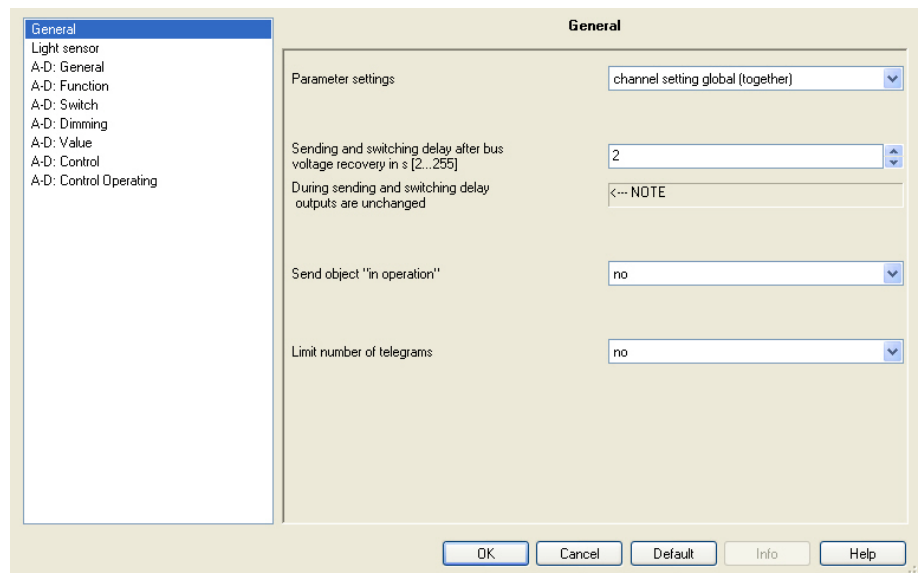 General
Light sensor
A-D: General
A-D: Function
A-D: Switch
A-D: Dimming
A-D: Value
A-D: Control
A-D: Control Operating
General
Parameter settings
channel setting global (together)
Sending and switching delay after bus
voltage recovery in s [2...255]
2
During sending and switching delay
outputs are unchanged
<--- NOTE
Send object "in operation"
no
Limit number of telegrams
no
OK
Cancel
Default
Info
Help